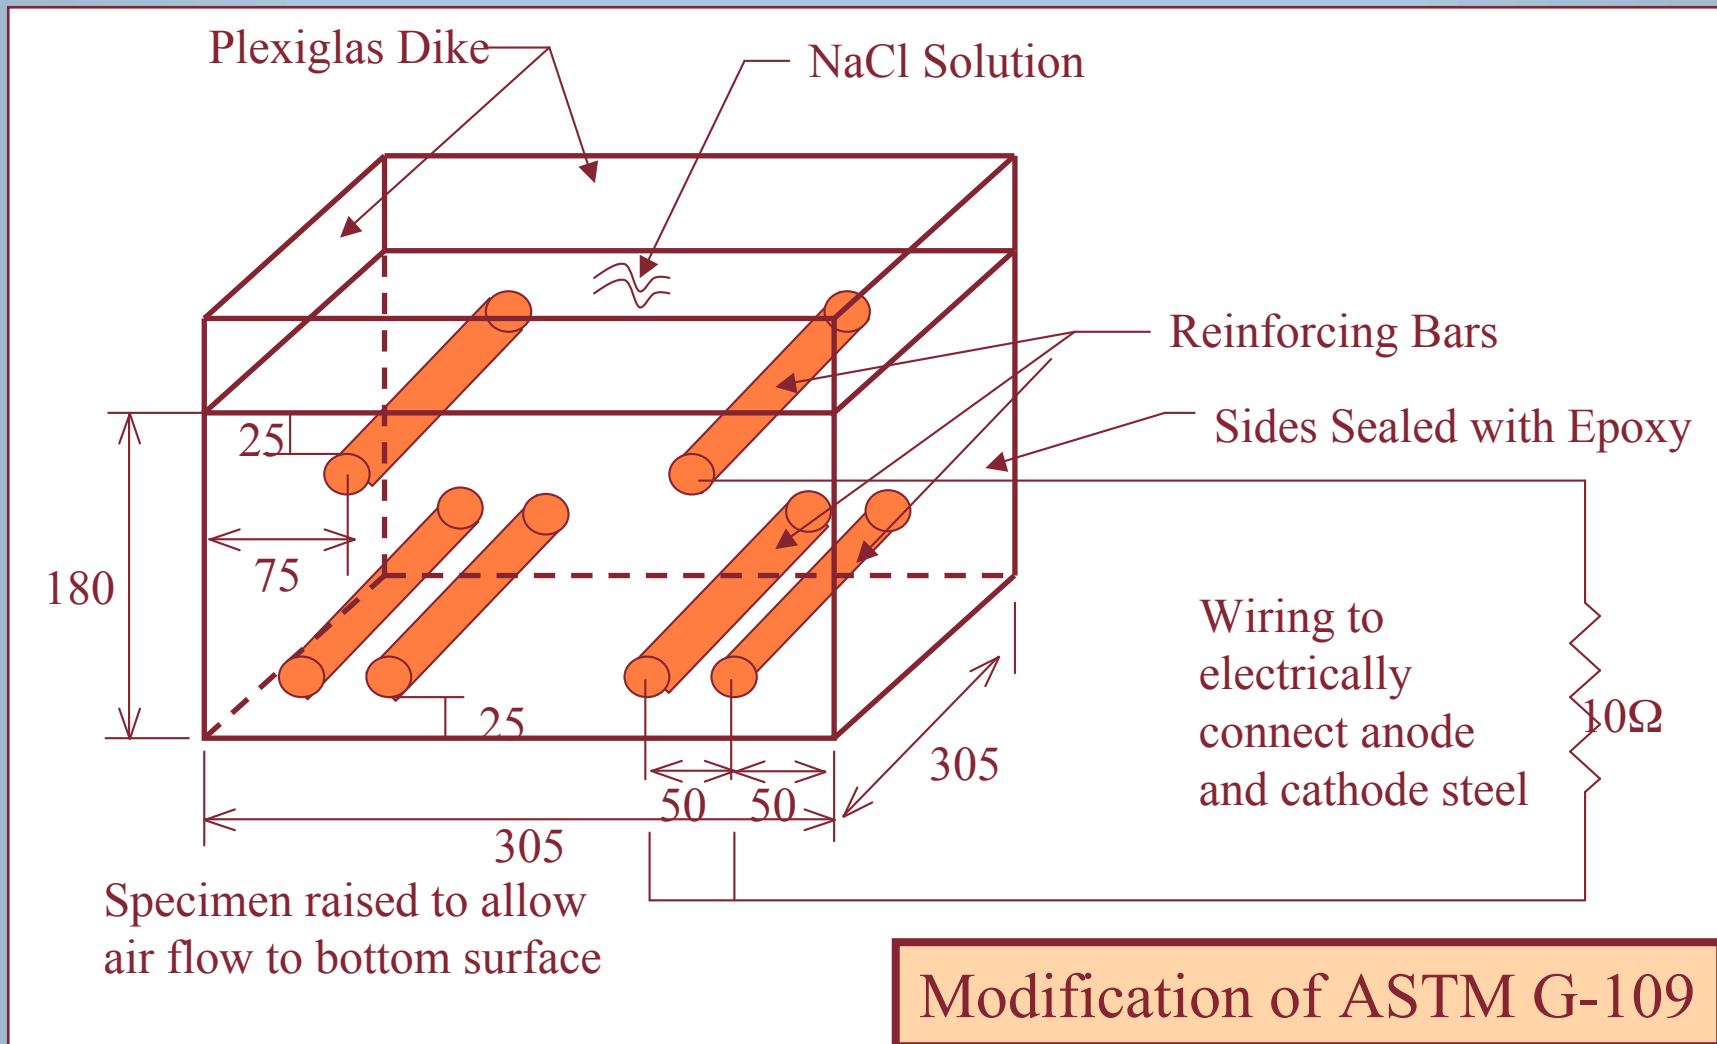 Plexiglas Dike
NaCl Solution
Reinforcing Bars
Sides Sealed with Epoxy
25
75
180
25
Wiring to
electrically
connect anode
and cathode steel
10Ω
305
50
50
305
Specimen raised to allow
air flow to bottom surface
Modification of ASTM G-109